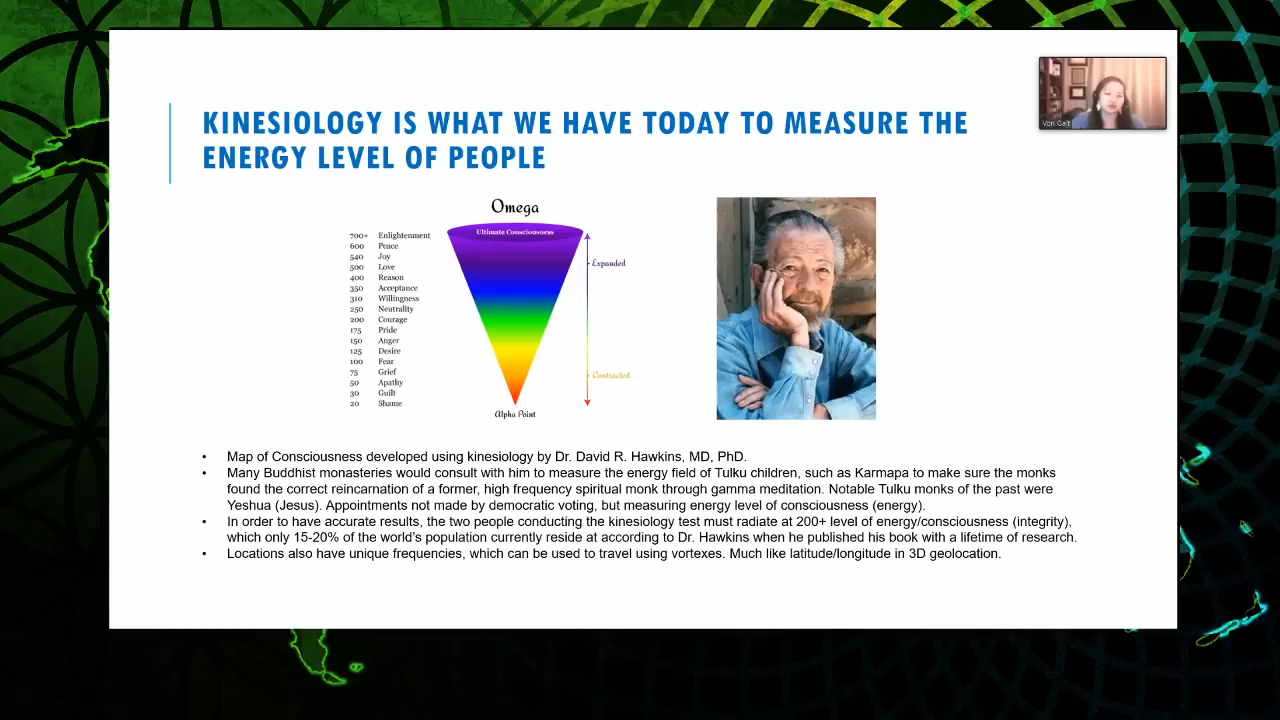 KINESIOLOGY IS WHAT WE HAVE TODAY TO MEASURE THE
ENERGY LEVEL OF PEOPLE
Von Galt
Omega
Ultimate Consciousness
700+ Enlightenment
600 Peace
540 Joy
500 Love
400 Reason
350 Acceptance
310 Willingness
250 Neutrality
200 Courage
175 Pride
150 Anger
125 Desire
100 Fear
75 Grief
50 Apathy
30 Guilt
20 Shame
Expanded
Contracted
Alpha Point
• Map of Consciousness developed using kinesiology by Dr. David R. Hawkins, MD, PhD.
• Many Buddhist monasteries would consult with him to measure the energy field of Tulku children, such as Karmapa to make sure the monks
found the correct reincarnation of a former, high frequency spiritual monk through gamma meditation. Notable Tulku monks of the past were
Yeshua (Jesus). Appointments not made by democratic voting, but measuring energy level of consciousness (energy).
• In order to have accurate results, the two people conducting the kinesiology test must radiate at 200+ level of energy/consciousness (integrity),
which only 15-20% of the world's population currently reside at according to Dr. Hawkins when he published his book with a lifetime of research.
• Locations also have unique frequencies, which can be used to travel using vortexes. Much like latitude/longitude in 3D geolocation.